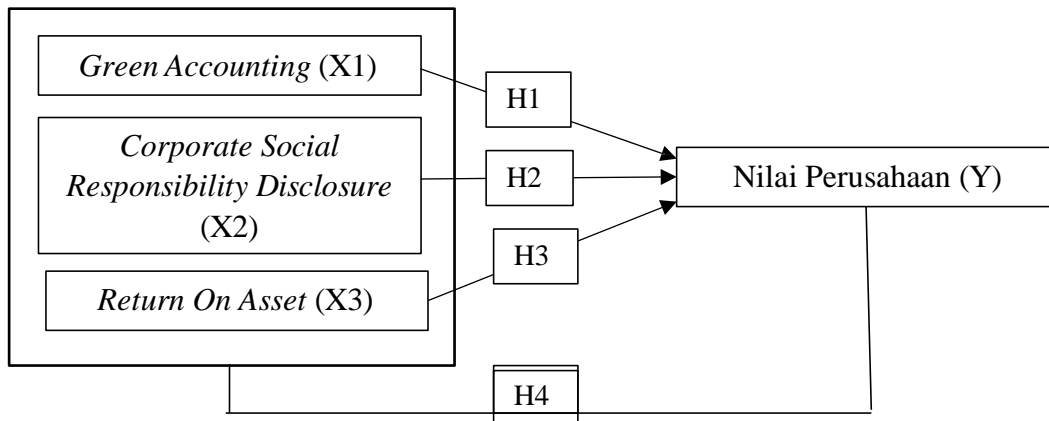 Green Accounting (X1)
H1
Corporate Social
Responsibility Disclosure
(X2)
H2
Nilai Perusahaan (Y)
H3
Return On Asset (X3)
H4